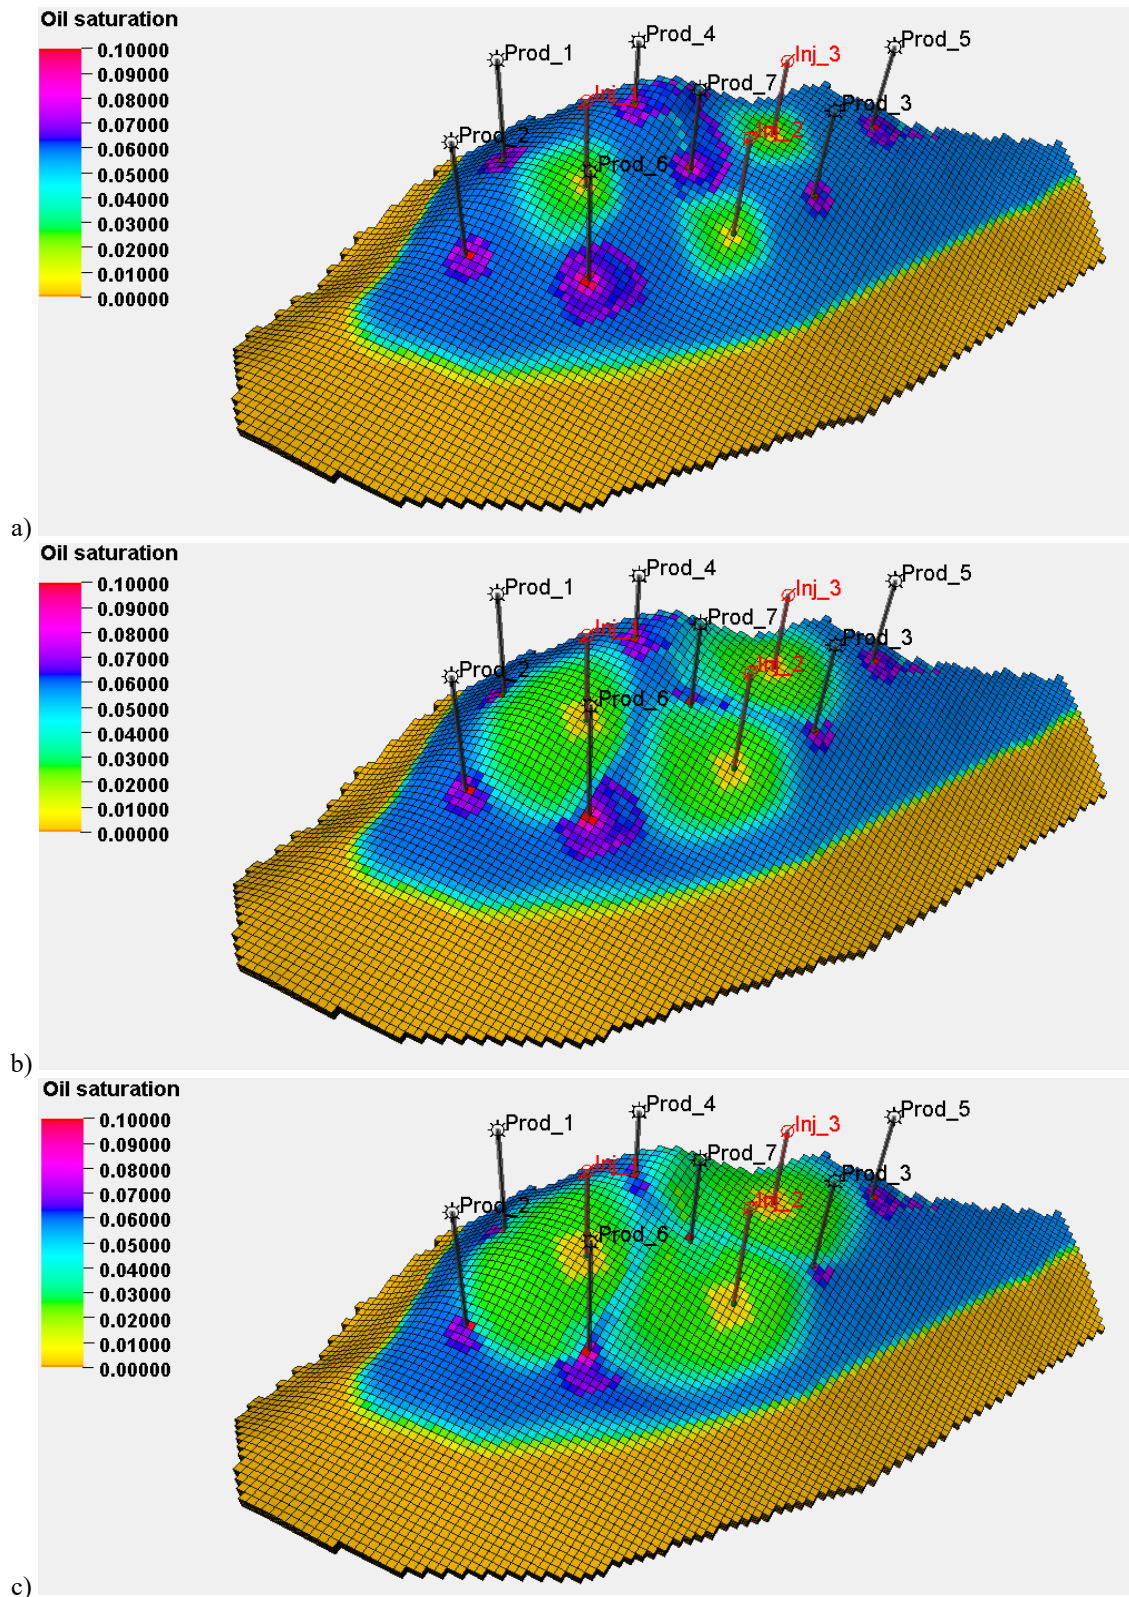 Oil saturation
0.10000
0.09000
0.08000
0.07000
0.06000
0.05000
0.04000
0.03000
0.02000
0.01000
0.00000
Prod_1
Prod_4
Inj_3
Prod_5
Prod_7
Inj_1
Prod_3
Prod_2
Inj_2
Prod_6
a)
Oil saturation
0.10000
0.09000
0.08000
0.07000
0.06000
0.05000
0.04000
0.03000
0.02000
0.01000
0.00000
Prod_1
Prod_4
Inj_3
Prod_5
Prod_7
Inj_1
Prod_3
Prod_2
Inj_2
Prod_6
b)
Oil saturation
0.10000
0.09000
0.08000
0.07000
0.06000
0.05000
0.04000
0.03000
0.02000
0.01000
0.00000
Prod_1
Prod_4
Inj_3
Prod_5
Prod_7
Inj_1
Prod_3
Prod_2
Inj_2
Prod_6
c)